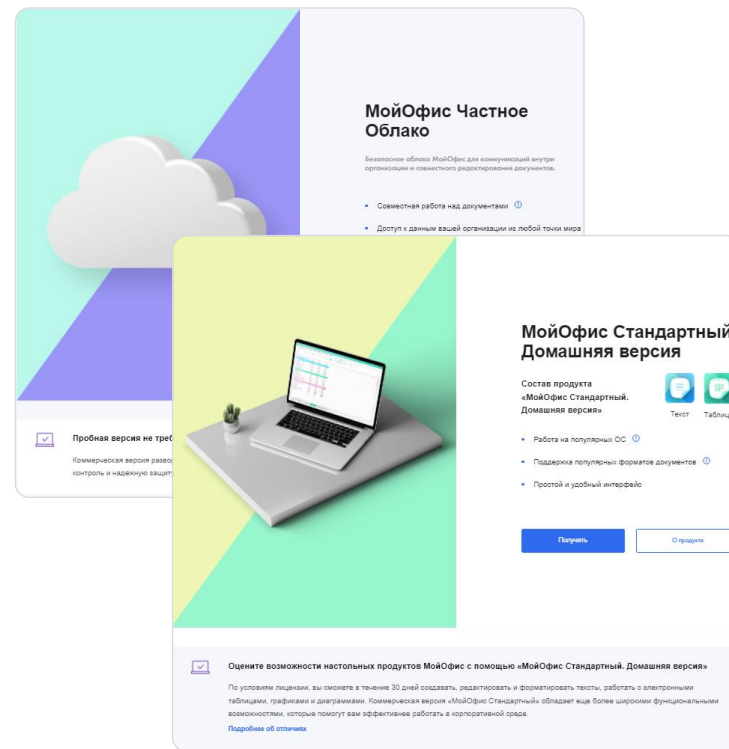 МойОфис Частное
Облако
Безопасное облако МойОфис для коммуникаций внутри
организации и совместного редактирования документов.
Совместная работа над документами
Доступ к данным вашей организации из любой точки мира
Пробная версия не треб
Коммерческая версия разво
контроль и надежную защит
МойОфис Стандартный
Домашняя версия
Состав продукта
«МойОфис Стандартный.
Домашняя версия»
Текст Таблиц
Работа на популярных ОС
Поддержка популярных форматов документов
Простой и удобный интерфейс
Получить О продукте
Оцените возможности настольных продуктов МойОфис с помощью «МойОфис Стандартный. Домашняя версия»
По условиям лицензии, вы сможете в течение 30 дней создавать, редактировать и форматировать тексты, работать с электронными
таблицами, графиками и диаграммами. Коммерческая версия «МойОфис Стандартный» обладает еще более широкими функциональными
возможностями, которые помогут вам эффективнее работать в корпоративной среде.
Подробнее об отличиях